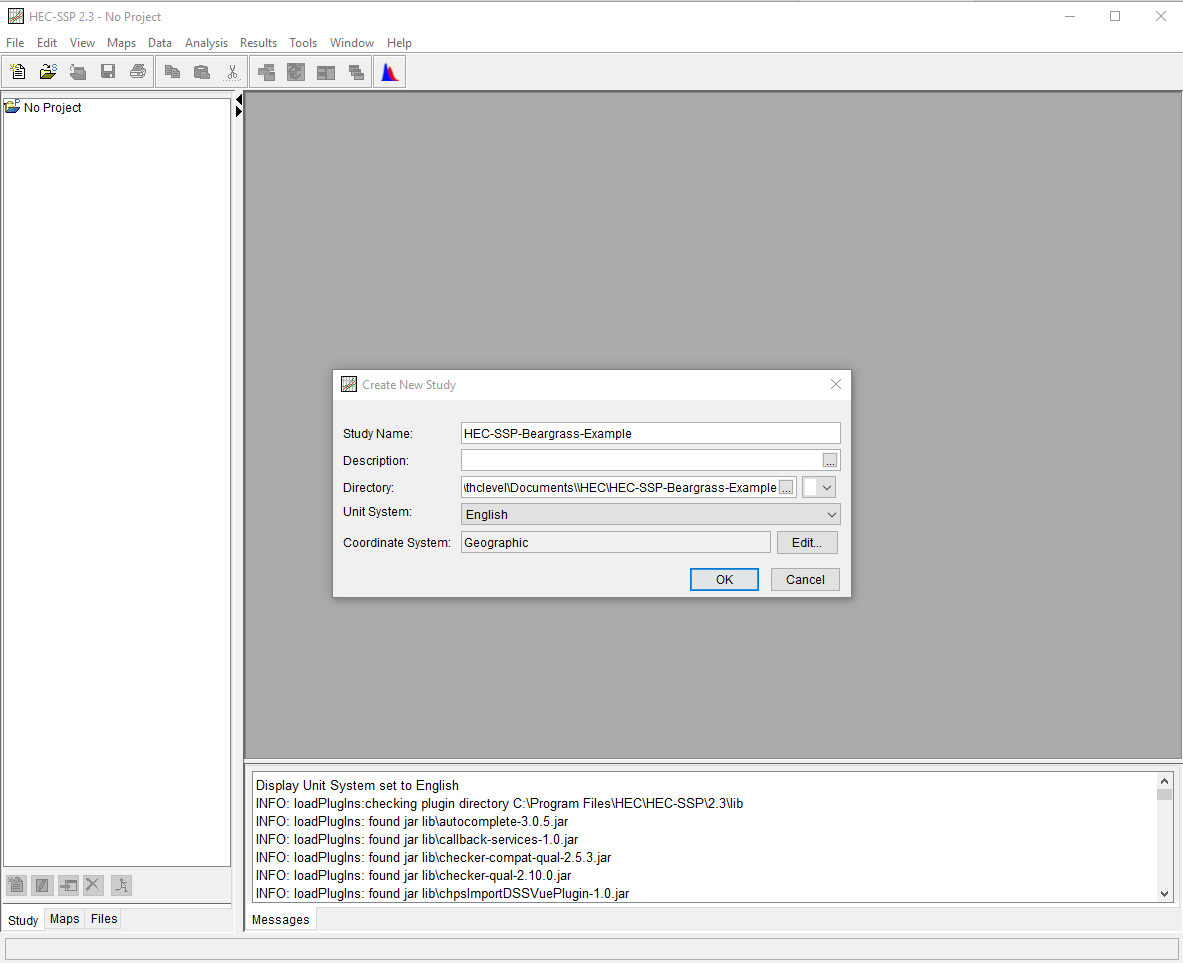 HEC-SSP 2.3 - No Project
File Edit View Maps Data Analysis Results Tools Window Help
No Project
Create New Study
Study Name: HEC-SSP-Beargrass-Example
Description: ...
Directory: \thclevel\Documents\\HEC\HEC-SSP-Beargrass-Example ...
Unit System: English
Coordinate System: Geographic Edit...
OK Cancel
Display Unit System set to English
INFO: loadPlugIns:checking plugin directory C:\Program Files\HEC\HEC-SSP\2.3\lib
INFO: loadPlugIns: found jar lib\autocomplete-3.0.5.jar
INFO: loadPlugIns: found jar lib\callback-services-1.0.jar
INFO: loadPlugIns: found jar lib\checker-compat-qual-2.5.3.jar
INFO: loadPlugIns: found jar lib\checker-qual-2.10.0.jar
INFO: loadPlugIns: found jar lib\chpsImportDSSVuePlugin-1.0.jar
Study Maps Files
Messages